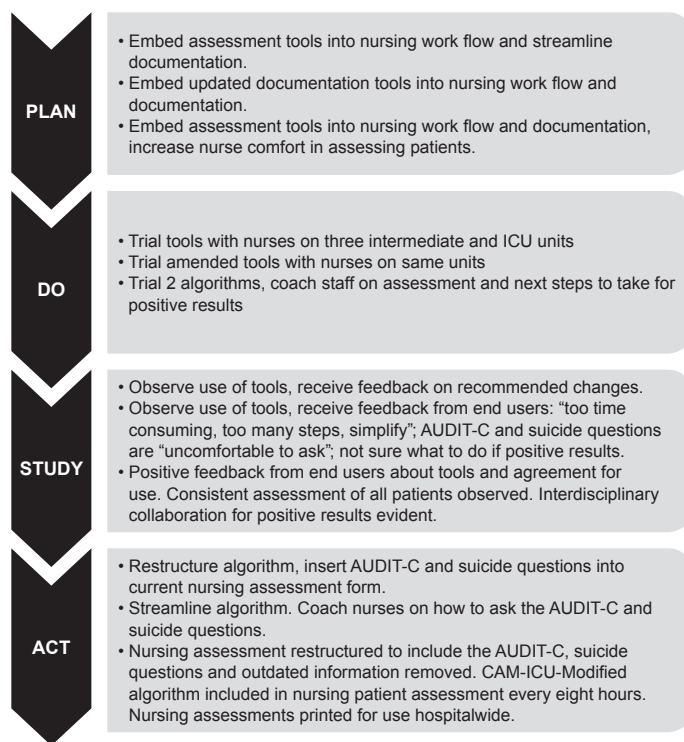 PLAN
• Embed assessment tools into nursing work flow and streamline
documentation.
• Embed updated documentation tools into nursing work flow and
documentation.
• Embed assessment tools into nursing work flow and documentation,
increase nurse comfort in assessing patients.
DO
• Trial tools with nurses on three intermediate and ICU units
• Trial amended tools with nurses on same units
• Trial 2 algorithms, coach staff on assessment and next steps to take for
positive results
STUDY
• Observe use of tools, receive feedback on recommended changes.
• Observe use of tools, receive feedback from end users: “too time
consuming, too many steps, simplify”; AUDIT-C and suicide questions
are “uncomfortable to ask”; not sure what to do if positive results.
• Positive feedback from end users about tools and agreement for
use. Consistent assessment of all patients observed. Interdisciplinary
collaboration for positive results evident.
ACT
• Restructure algorithm, insert AUDIT-C and suicide questions into
current nursing assessment form.
• Streamline algorithm. Coach nurses on how to ask the AUDIT-C and
suicide questions.
• Nursing assessment restructured to include the AUDIT-C, suicide
questions and outdated information removed. CAM-ICU-Modified
algorithm included in nursing patient assessment every eight hours.
Nursing assessments printed for use hospitalwide.